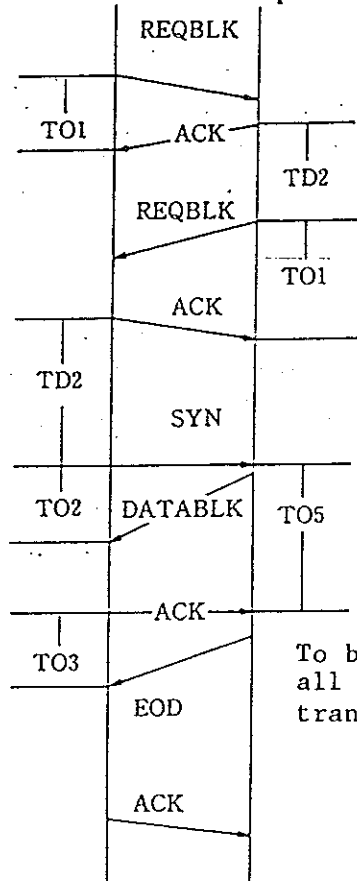 REQBLK
TO1
ACK
TD2
REQBLK
TO1
ACK
TD2
SYN
TO2
DATABLK
TO5
ACK
TO3
To b
all
tran
EOD
ACK